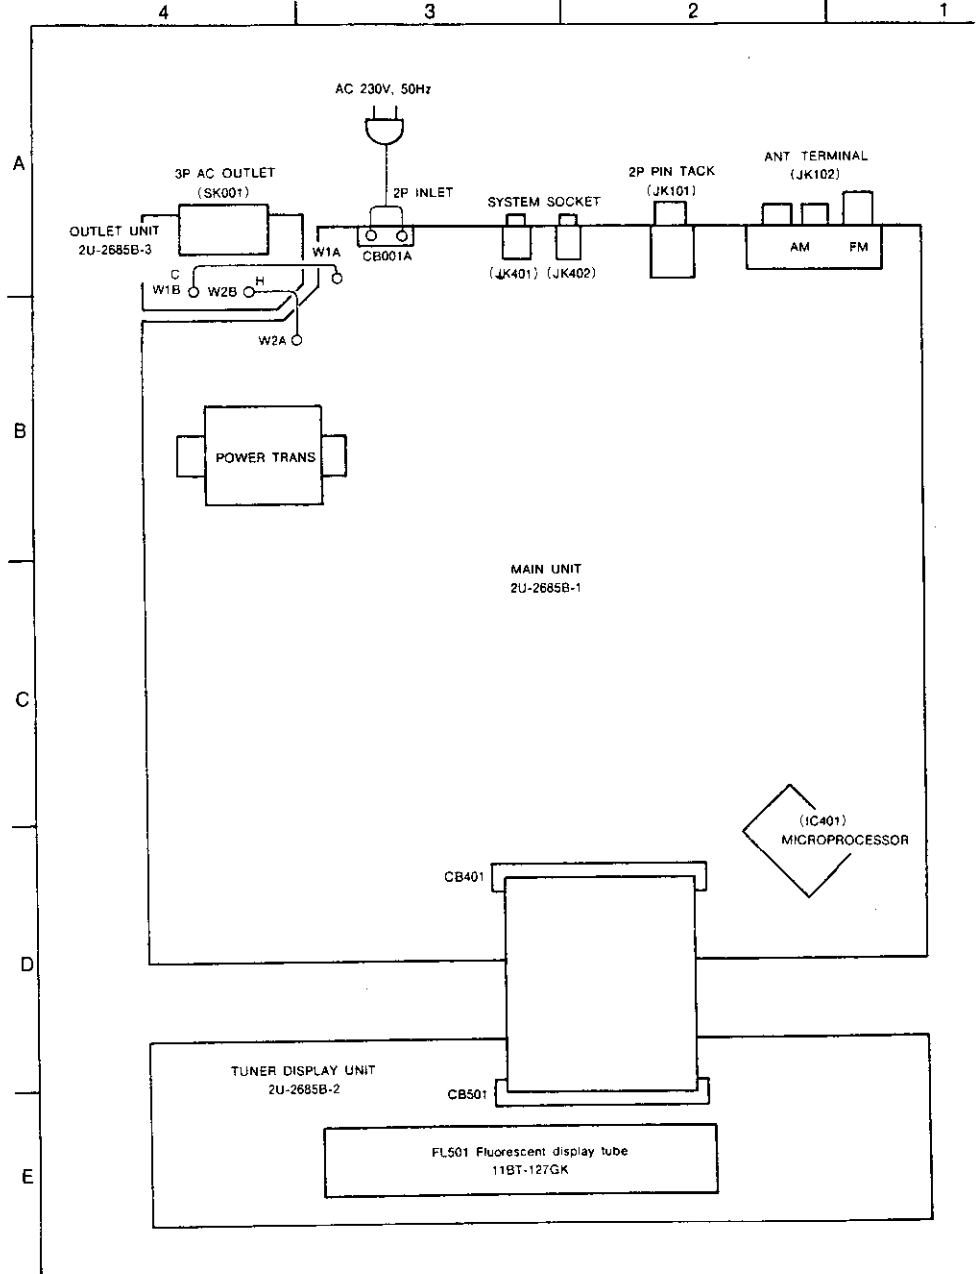 4 3 2 1
AC 230V, 50Hz
A
3P AC OUTLET
(SK001)
2P INLET
SYSTEM SOCKET
2P PIN TACK
(JK101)
ANT TERMINAL
(JK102)
OUTLET UNIT
2U-2685B-3
W1A
CB001A
(JK401) (JK402)
AM FM
C
W1B
W2B
H
W2A
B
POWER TRANS
MAIN UNIT
2U-2685B-1
C
(IC401)
MICROPROCESSOR
CB401
D
TUNER DISPLAY UNIT
2U-2685B-2
CB501
E
FL501 Fluorescent display tube
11BT-127GK